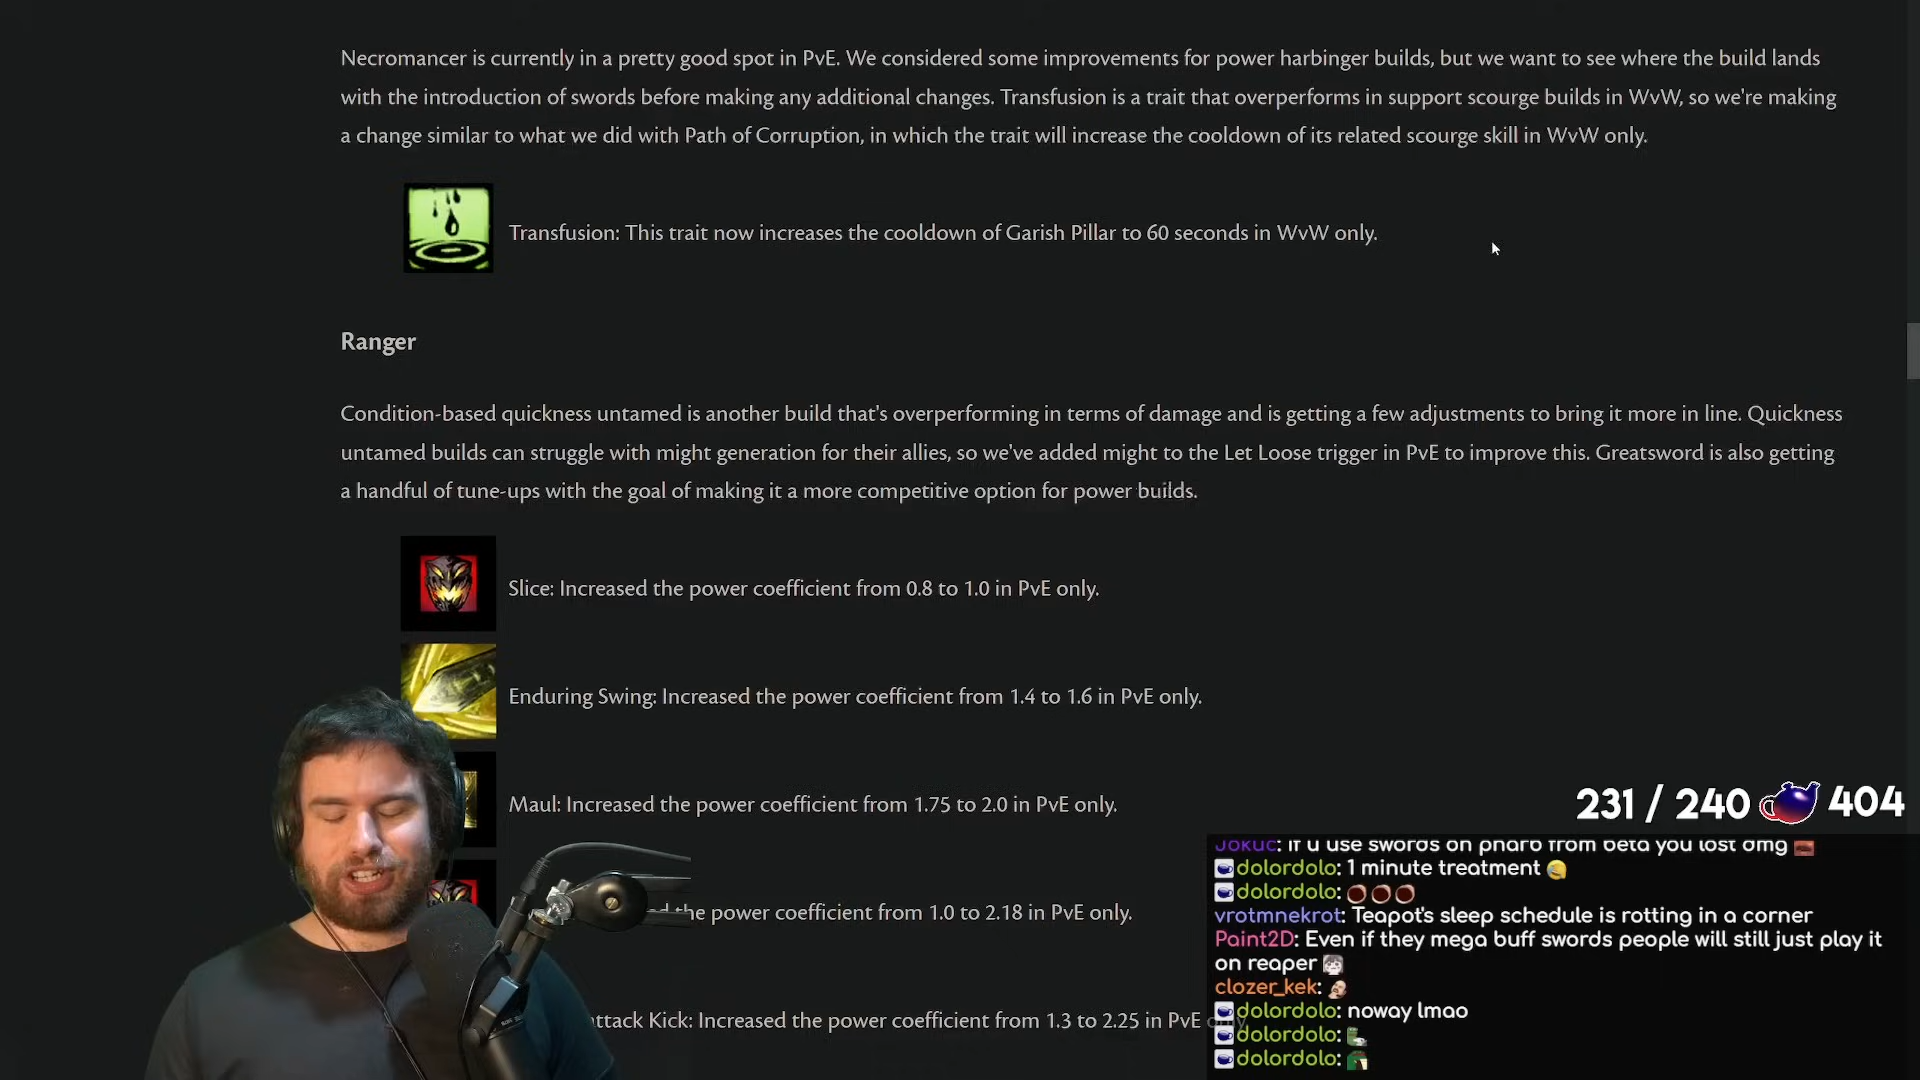 Necromancer is currently in a pretty good spot in PvE. We considered some improvements for power harbinger builds, but we want to see where the build lands
with the introduction of swords before making any additional changes. Transfusion is a trait that overperforms in support scourge builds in WvW, so we're making
a change similar to what we did with Path of Corruption, in which the trait will increase the cooldown of its related scourge skill in WvW only.
Transfusion: This trait now increases the cooldown of Garish Pillar to 60 seconds in WvW only.
Ranger
Condition-based quickness untamed is another build that's overperforming in terms of damage and is getting a few adjustments to bring it more in line. Quickness
untamed builds can struggle with might generation for their allies, so we've added might to the Let Loose trigger in PvE to improve this. Greatsword is also getting
a handful of tune-ups with the goal of making it a more competitive option for power builds.
Slice: Increased the power coefficient from 0.8 to 1.0 in PvE only.
Enduring Swing: Increased the power coefficient from 1.4 to 1.6 in PvE only.
Maul: Increased the power coefficient from 1.75 to 2.0 in PvE only.
the power coefficient from 1.0 to 2.18 in PvE only.
ttack Kick: Increased the power coefficient from 1.3 to 2.25 in PvE only.
231 / 240 404
Jokuc: if u use swords on pharb from beta you lost dmg
dolordolo: 1 minute treatment
dolordolo:
vrotmnekrot: Teapot's sleep schedule is rotting in a corner
Paint2D: Even if they mega buff swords people will still just play it
on reaper
clozer_kek:
dolordolo: noway lmao
dolordolo:
dolordolo: